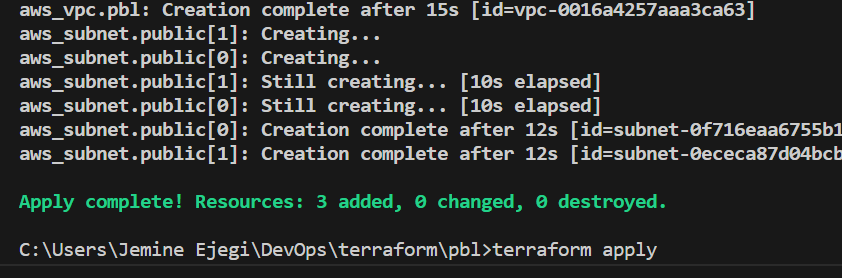 aws_vpc.pbl: Creation complete after 15s [id=vpc-0016a4257aaa3ca63]
aws_subnet.public[1]: Creating...
aws_subnet.public[0]: Creating...
aws_subnet.public[1]: Still creating... [10s elapsed]
aws_subnet.public[0]: Still creating... [10s elapsed]
aws_subnet.public[0]: Creation complete after 12s [id=subnet-0f716eaa6755b1
aws_subnet.public[1]: Creation complete after 12s [id=subnet-0ececa87d04bcb
Apply complete! Resources: 3 added, 0 changed, 0 destroyed.
C:\Users\Jemine Ejegi\DevOps\terraform\pbl>terraform apply